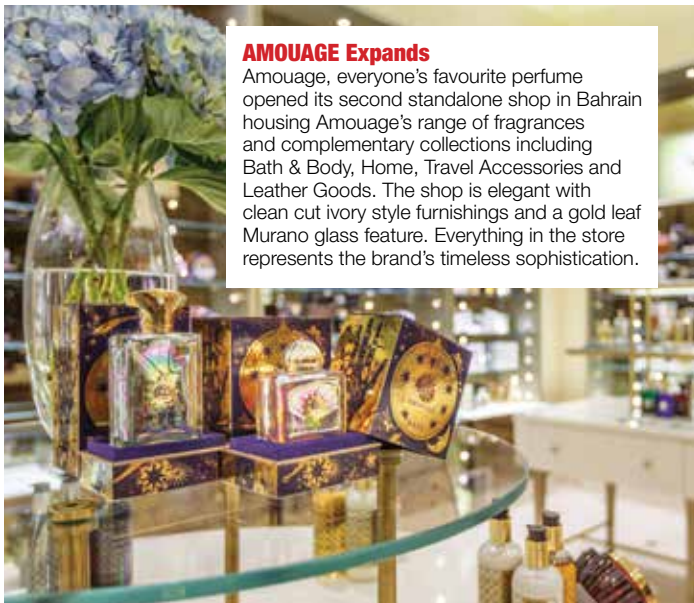 AMOUAGE Expands
Amouage, everyone's favourite perfume
opened its second standalone shop in Bahrain
housing Amouage's range of fragrances
and complementary collections including
Bath & Body, Home, Travel Accessories and
Leather Goods. The shop is elegant with
clean cut ivory style furnishings and a gold leaf
Murano glass feature. Everything in the store
represents the brand's timeless sophistication.